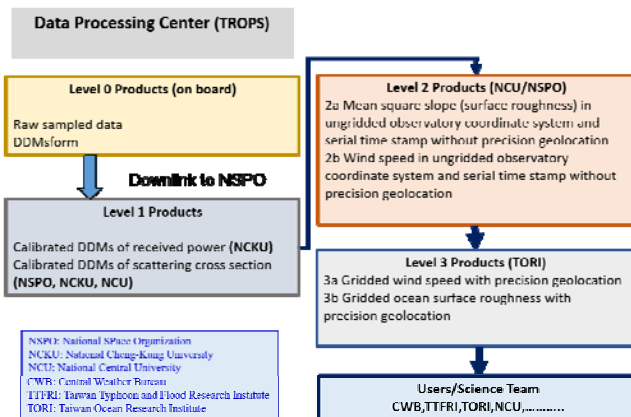 Data Processing Center (TROPS)
Level 0 Products (on board)
Raw sampled data
DDMsform
Downlink to NSPO
Level 1 Products
Calibrated DDMs of received power (NCKU)
Calibrated DDMs of scattering cross section
(NSPO, NCKU, NCU)
NSPO: National SPace Organization
NCKU: National Cheng-Kung University
NCU: National Central University
CWB: Central Weather Bureau
TTFRI: Taiwan Typhoon and Flood Research Institute
TORI: Taiwan Ocean Research Institute
Level 2 Products (NCU/NSPO)
2a Mean square slope (surface roughness) in
ungridded observatory coordinate system and
serial time stamp without precision geolocation
2b Wind speed in ungridded observatory
coordinate system and serial time stamp without
precision geolocation
Level 3 Products (TORI)
3a Gridded wind speed with precision geolocation
3b Gridded ocean surface roughness with
precision geolocation
Users/Science Team
CWB,TTFRI,TORI,NCU,...........